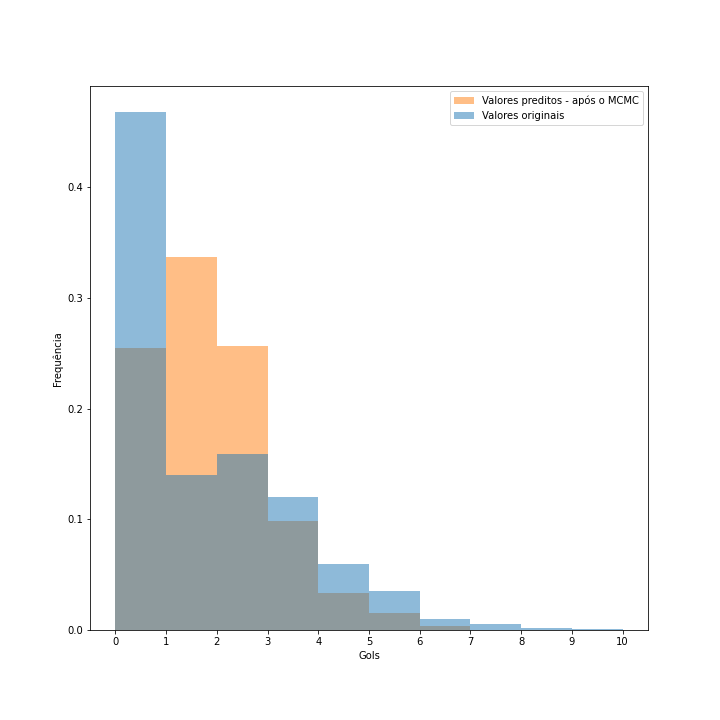 Valores preditos - após o MCMC
Valores originais
0.4
0.3
0.2
0.1
0.0
Frequência
0 1 2 3 4 5 6 7 8 9 10
Gols